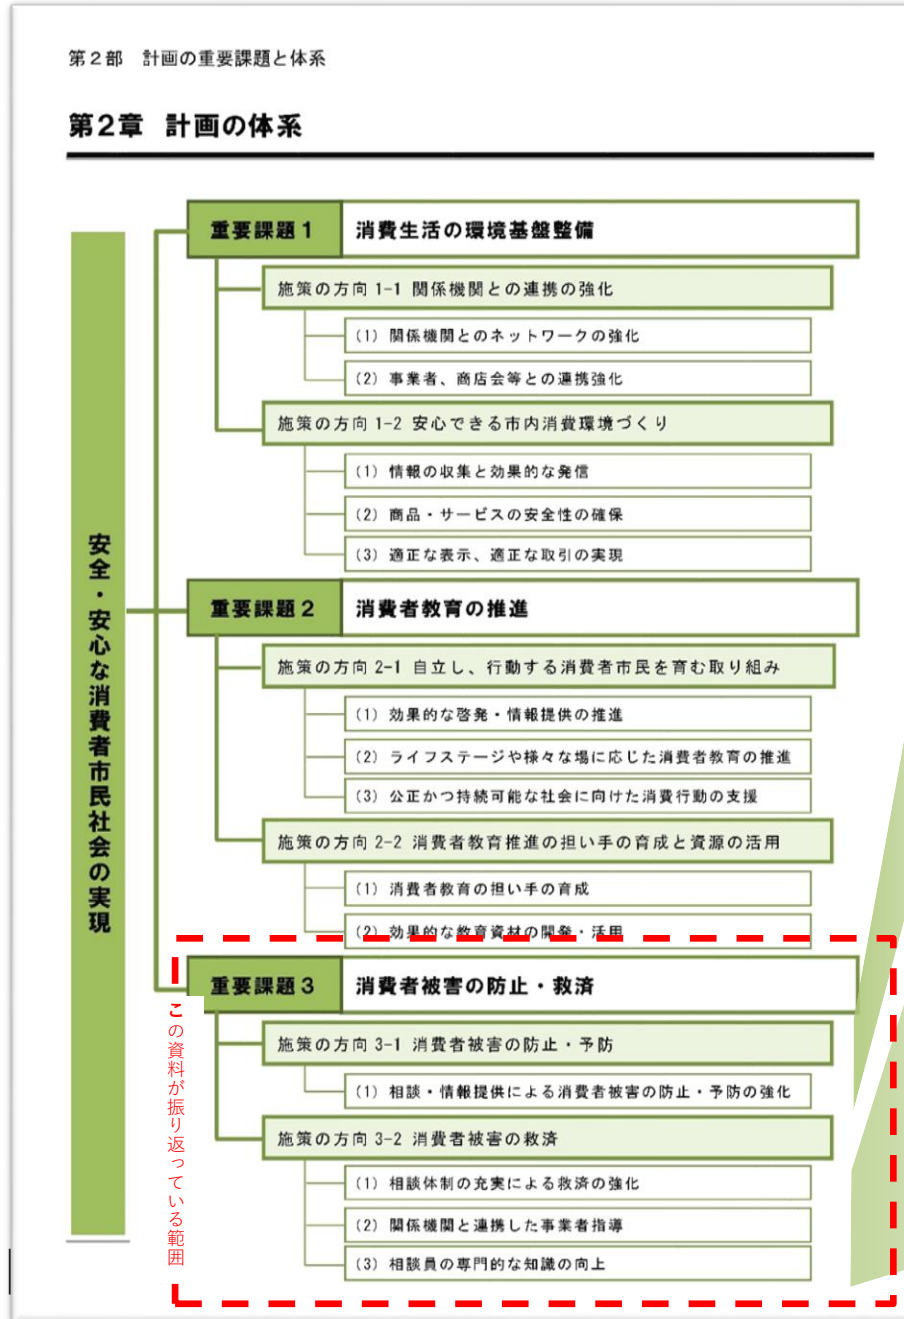 第２部　計画の重要課題と体系
第2章　計画の体系
安全・安心な消費者市民社会の実現
重要課題１　消費生活の環境基盤整備
施策の方向 1-1 関係機関との連携の強化
(1) 関係機関とのネットワークの強化
(2) 事業者、商店会等との連携強化
施策の方向 1-2 安心できる市内消費環境づくり
(1) 情報の収集と効果的な発信
(2) 商品・サービスの安全性の確保
(3) 適正な表示、適正な取引の実現
重要課題２　消費者教育の推進
施策の方向 2-1 自立し、行動する消費者市民を育む取り組み
(1) 効果的な啓発・情報提供の推進
(2) ライフステージや様々な場に応じた消費者教育の推進
(3) 公正かつ持続可能な社会に向けた消費行動の支援
施策の方向 2-2 消費者教育推進の担い手の育成と資源の活用
(1) 消費者教育の担い手の育成
(2) 効果的な教育資材の開発・活用
重要課題３　消費者被害の防止・救済
この資料が振り返っている範囲
施策の方向 3-1 消費者被害の防止・予防
(1) 相談・情報提供による消費者被害の防止・予防の強化
施策の方向 3-2 消費者被害の救済
(1) 相談体制の充実による救済の強化
(2) 関係機関と連携した事業者指導
(3) 相談員の専門的な知識の向上